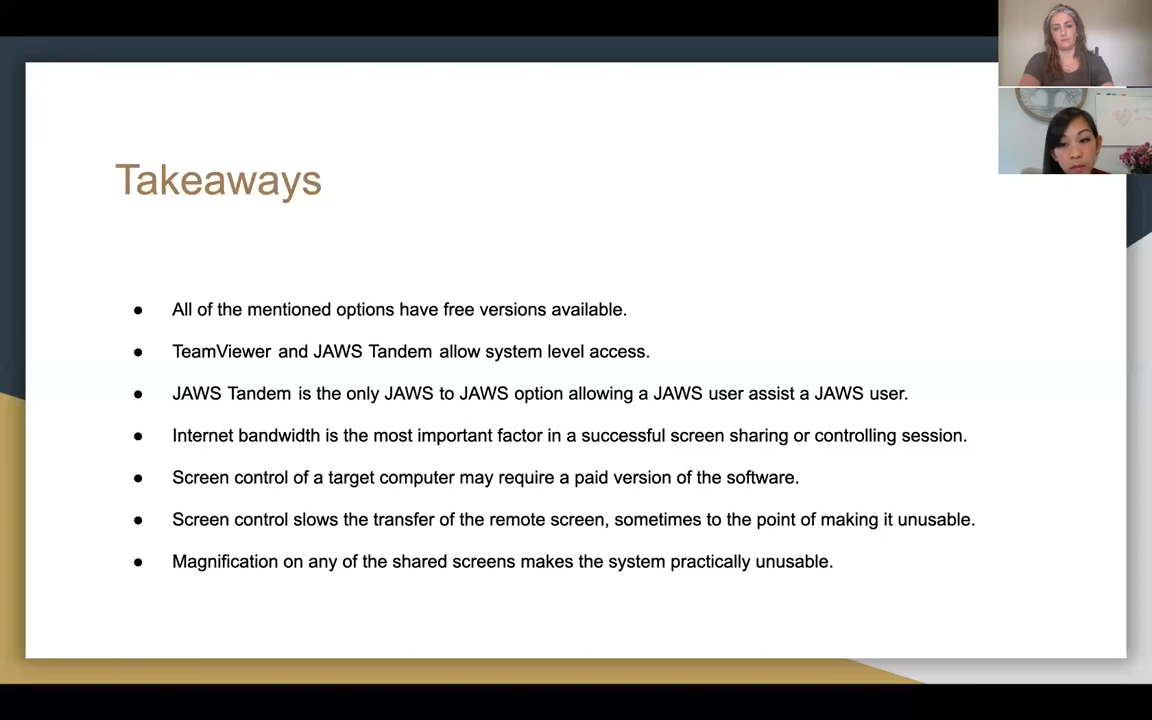 Takeaways
All of the mentioned options have free versions available.
TeamViewer and JAWS Tandem allow system level access.
JAWS Tandem is the only JAWS to JAWS option allowing a JAWS user assist a JAWS user.
Internet bandwidth is the most important factor in a successful screen sharing or controlling session.
Screen control of a target computer may require a paid version of the software.
Screen control slows the transfer of the remote screen, sometimes to the point of making it unusable.
Magnification on any of the shared screens makes the system practically unusable.